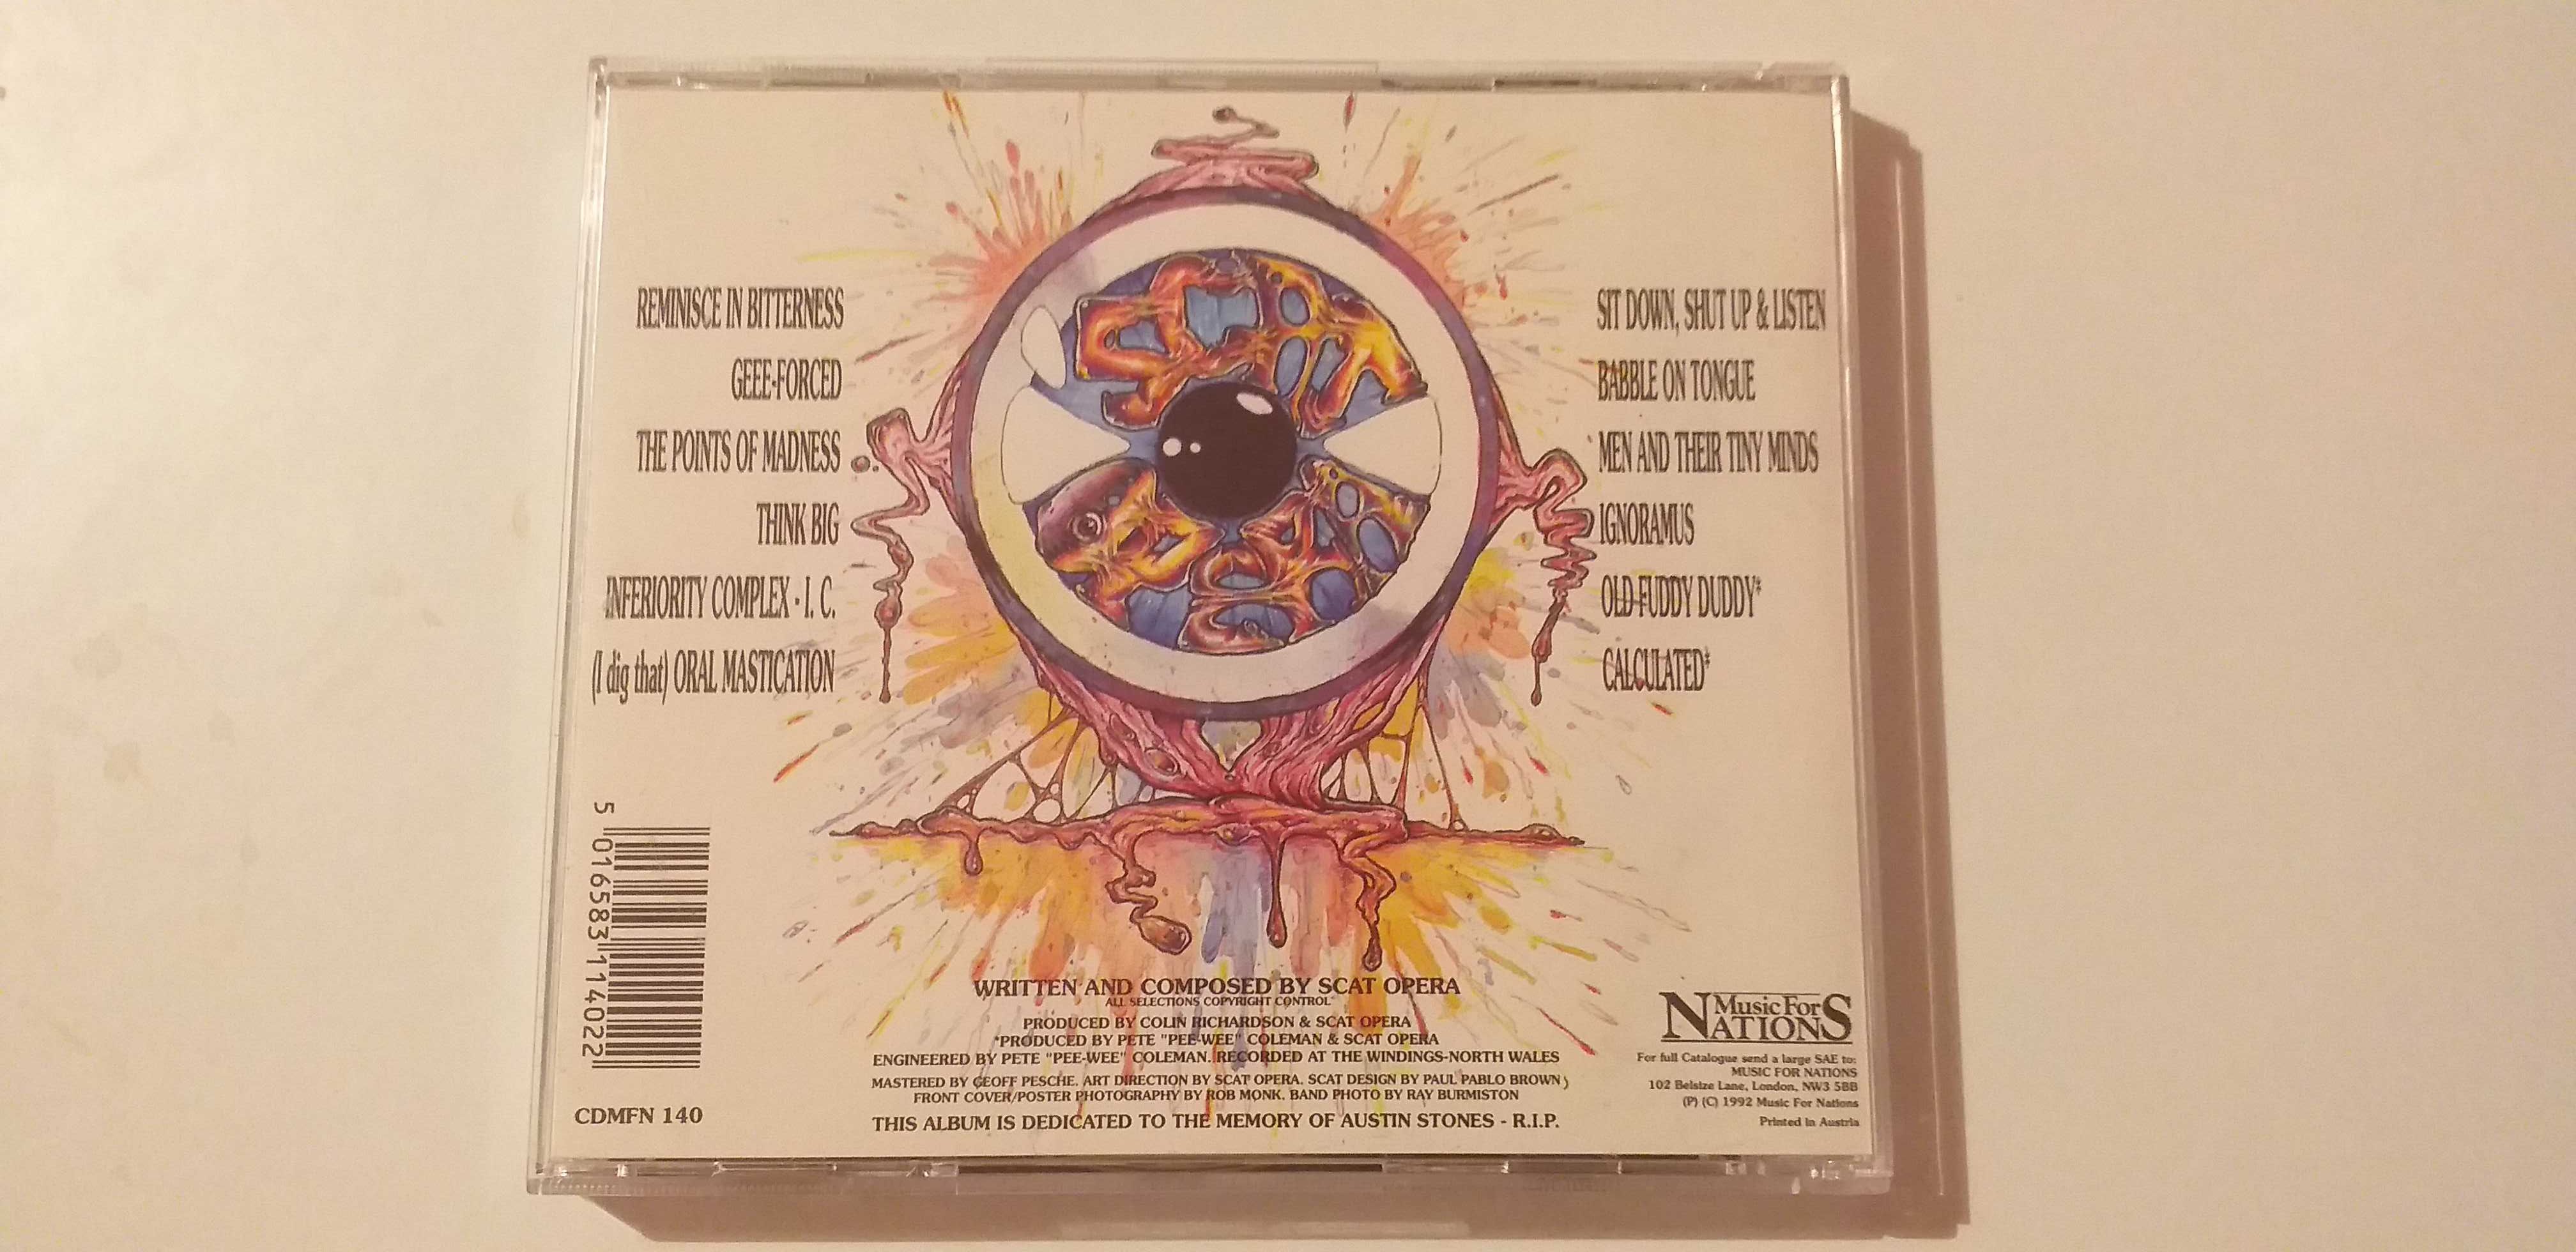 REMINISCE IN BITTERNESS
GEEE-FORCED
THE POINTS OF MADNESS
THINK BIG
INFERIORITY COMPLEX - I. C.
(I dig that) ORAL MASTICATION
SIT DOWN, SHUT UP & LISTEN
BABBLE ON TONGUE
MEN AND THEIR TINY MINDS
IGNORAMUS
OLD FUDDY DUDDY*
CALCULATED*
SCAT
OPERA
5 016583 114022
CDMFN 140
WRITTEN AND COMPOSED BY SCAT OPERA
ALL SELECTIONS COPYRIGHT CONTROL
PRODUCED BY COLIN RICHARDSON & SCAT OPERA
*PRODUCED BY PETE "PEE-WEE" COLEMAN & SCAT OPERA
ENGINEERED BY PETE "PEE-WEE" COLEMAN. RECORDED AT THE WINDINGS-NORTH WALES
MASTERED BY GEOFF PESCHE. ART DIRECTION BY SCAT OPERA. SCAT DESIGN BY PAUL PABLO BROWN
FRONT COVER/POSTER PHOTOGRAPHY BY ROB MONK. BAND PHOTO BY RAY BURMISTON
THIS ALBUM IS DEDICATED TO THE MEMORY OF AUSTIN STONES - R.I.P.
Music For
NATIONS
For full Catalogue send a large SAE to:
MUSIC FOR NATIONS
102 Belsize Lane, London, NW3 5BB
(P) (C) 1992 Music For Nations
Printed in Austria